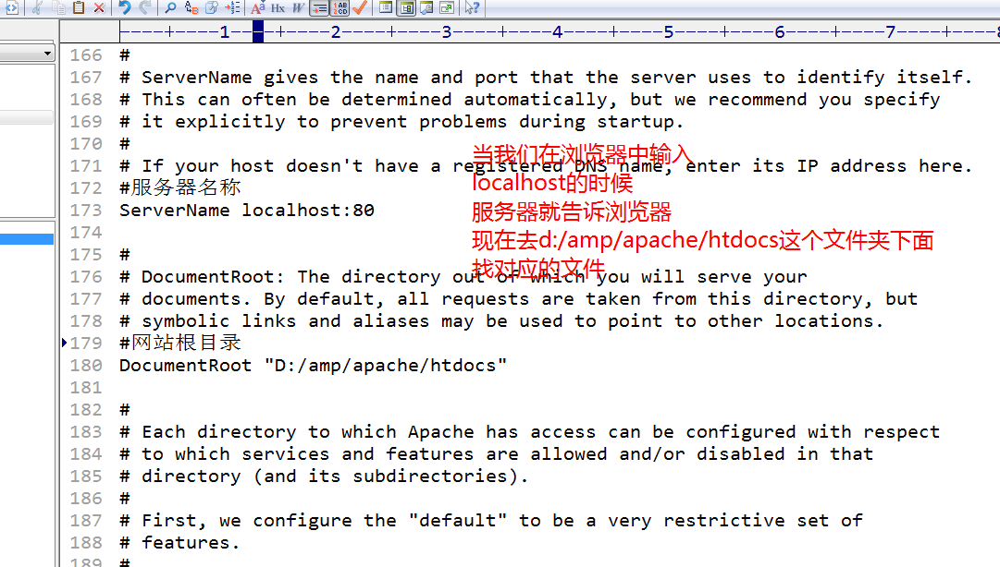 ----+----1----+----2----+----3----+----4----+----5----+----6----+----7----+----8
166 #
167 # ServerName gives the name and port that the server uses to identify itself.
168 # This can often be determined automatically, but we recommend you specify
169 # it explicitly to prevent problems during startup.
170 #
171 # If your host doesn't have a registered DNS name, enter its IP address here.
172 #服务器名称
173 ServerName localhost:80
174
175 #
176 # DocumentRoot: The directory out of which you will serve your
177 # documents. By default, all requests are taken from this directory, but
178 # symbolic links and aliases may be used to point to other locations.
179 #网站根目录
180 DocumentRoot "D:/amp/apache/htdocs"
181
182 #
183 # Each directory to which Apache has access can be configured with respect
184 # to which services and features are allowed and/or disabled in that
185 # directory (and its subdirectories).
186 #
187 # First, we configure the "default" to be a very restrictive set of
188 # features.
189 #
当我们在浏览器中输入
localhost的时候
服务器就告诉浏览器
现在去d:/amp/apache/htdocs这个文件夹下面
找对应的文件